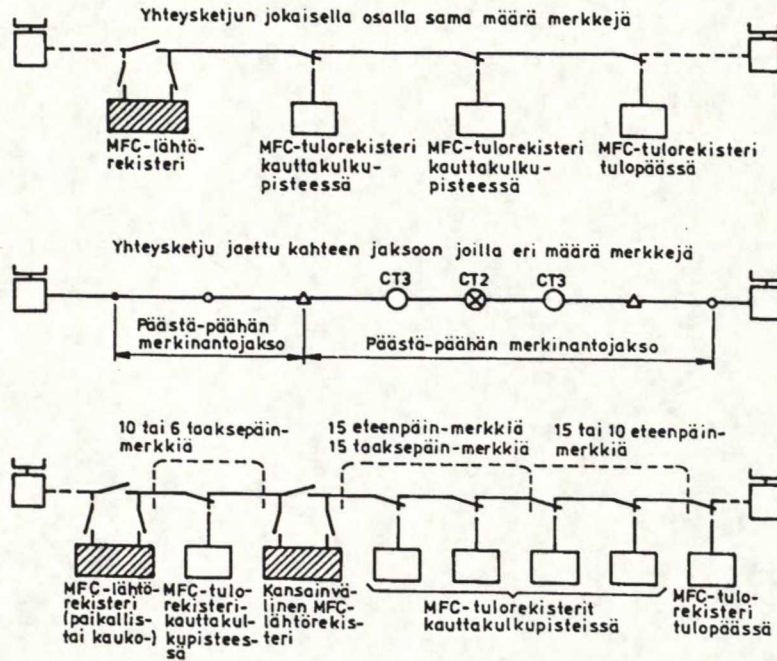 Yhteysketjun jokaisella osalla sama määrä merkkejä
MFC-lähtö-
rekisteri
MFC-tulorekisteri
kauttakulku-
pisteessä
MFC-tulorekisteri
kauttakulku-
pisteessä
MFC-tulorekisteri
tulopäässä
Yhteysketju jaettu kahteen jaksoon joilla eri määrä merkkejä
CT3
CT2
CT3
Päästä-päähän
merkinantojakso
Päästä-päähän merkinantojakso
10 tai 6 taaksepäin-
merkkiä
15 eteenpäin-merkkiä
15 taaksepäin-merkkiä
15 tai 10 eteenpäin-
merkkiä
MFC-lähtö-
rekisteri
(paikallis-
tai kauko-)
MFC-tulo-
rekisteri-
kauttakul-
kupistees-
sä
Kansainvä-
linen MFC-
lähtörekis-
teri
MFC-tulorekisterit
kauttakulkupisteissä
MFC-tulo-
rekisteri
tulopäässä